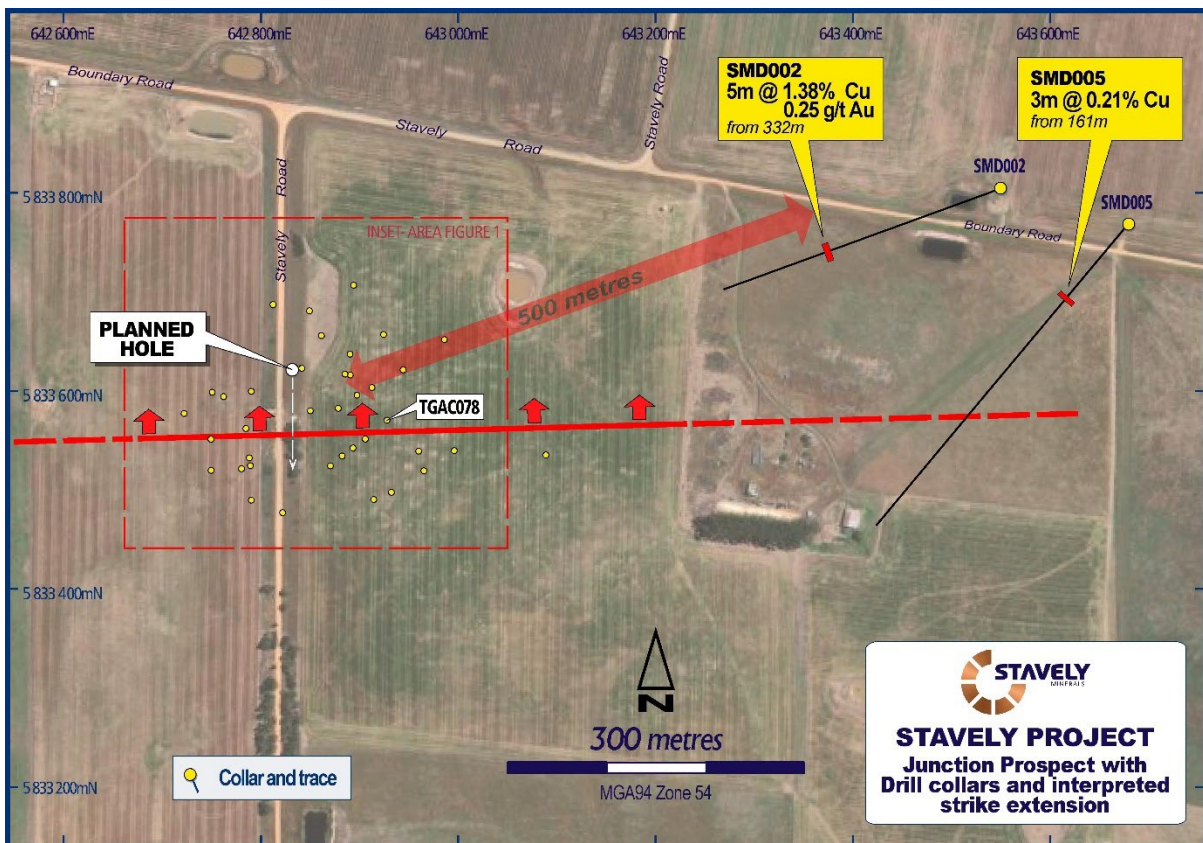 642 600mE
642 800mE
643 000mE
643 200mE
643 400mE
643 600mE
Boundary Road
Stavely Road
Stavely Road
SMD002
5m @ 1.38% Cu
0.25 g/t Au
from 332m
SMD005
3m @ 0.21% Cu
from 161m
5 833 800mN
SMD002
SMD005
Stavely Road
INSET- AREA FIGURE 1
Boundary Road
500 metres
PLANNED
HOLE
5 833 600mN
TGAC078
5 833 400mN
N
300 metres
MGA94 Zone 54
STAVELY
MINERALS
STAVELY PROJECT
Junction Prospect with
Drill collars and interpreted
strike extension
Collar and trace
5 833 200mN